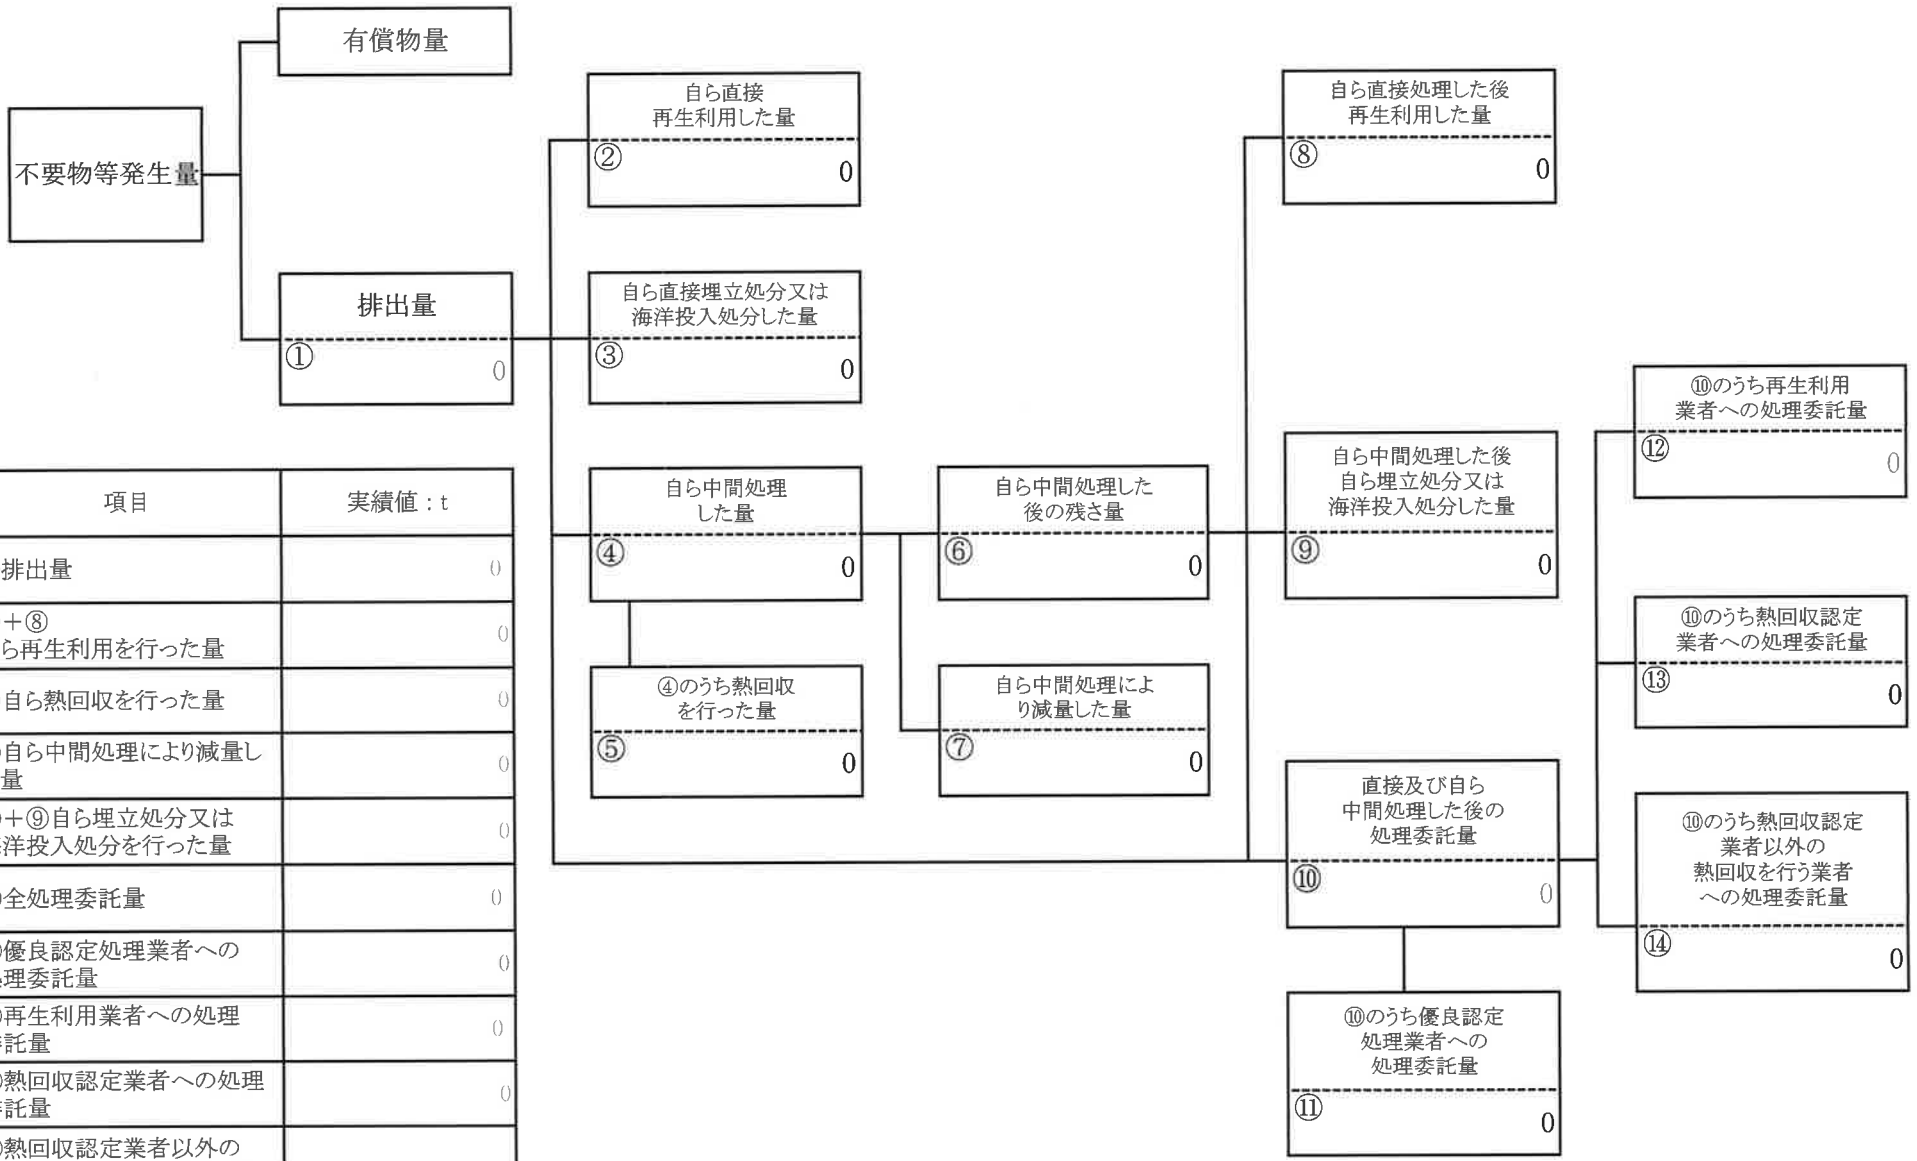 有償物量
不要物等発生量
排出量
①
0
自ら直接
再生利用した量
②
0
自ら直接埋立処分又は
海洋投入処分した量
③
0
自ら中間処理
した量
④
0
④のうち熱回収
を行った量
⑤
0
自ら中間処理した
後の残さ量
⑥
0
自ら中間処理によ
り減量した量
⑦
0
自ら直接処理した後
再生利用した量
⑧
0
自ら中間処理した後
自ら埋立処分又は
海洋投入処分した量
⑨
0
直接及び自ら
中間処理した後の
処理委託量
⑩
0
⑩のうち優良認定
処理業者への
処理委託量
⑪
0
⑩のうち再生利用
業者への処理委託量
⑫
0
⑩のうち熱回収認定
業者への処理委託量
⑬
0
⑩のうち熱回収認定
業者以外の
熱回収を行う業者
への処理委託量
⑭
0
項目 実績値：t
排出量 0
＋⑧
ら再生利用を行った量 0
自ら熱回収を行った量 0
自ら中間処理により減量し
量 0
＋⑨自ら埋立処分又は
洋投入処分を行った量 0
全処理委託量 0
優良認定処理業者への
理委託量 0
再生利用業者への処理
託量 0
熱回収認定業者への処理
託量 0
熱回収認定業者以外の